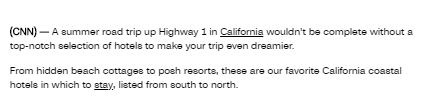 (CNN) — A summer road trip up Highway 1 in California wouldn't be complete without a
top-notch selection of hotels to make your trip even dreamier.
From hidden beach cottages to posh resorts, these are our favorite California coastal
hotels in which to stay, listed from south to north.